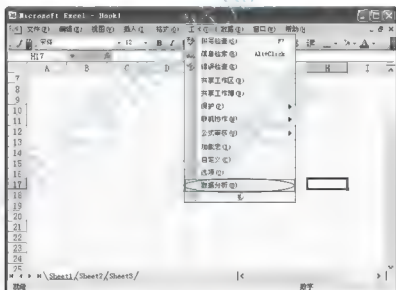 Microsoft Excel - Book1
文件(F) 编辑(E) 视图(V) 插入(I) 格式(O) 工具(T) 数据(D) 窗口(W) 帮助(H)
宋体 12 B I
H17
A B C D H I
拼写检查(S) F7
信息检索(R) Alt+Click
错误检查(K)
共享工作区(D)
共享工作簿(B)
保护(P)
联机协作(N)
公式审核(U)
加载宏(I)
自定义(C)
选项(O)
数据分析(D)
7
8
9
10
11
12
13
14
15
16
17
18
19
20
21
22
23
24
25
Sheet1 Sheet2 Sheet3
就绪 数字